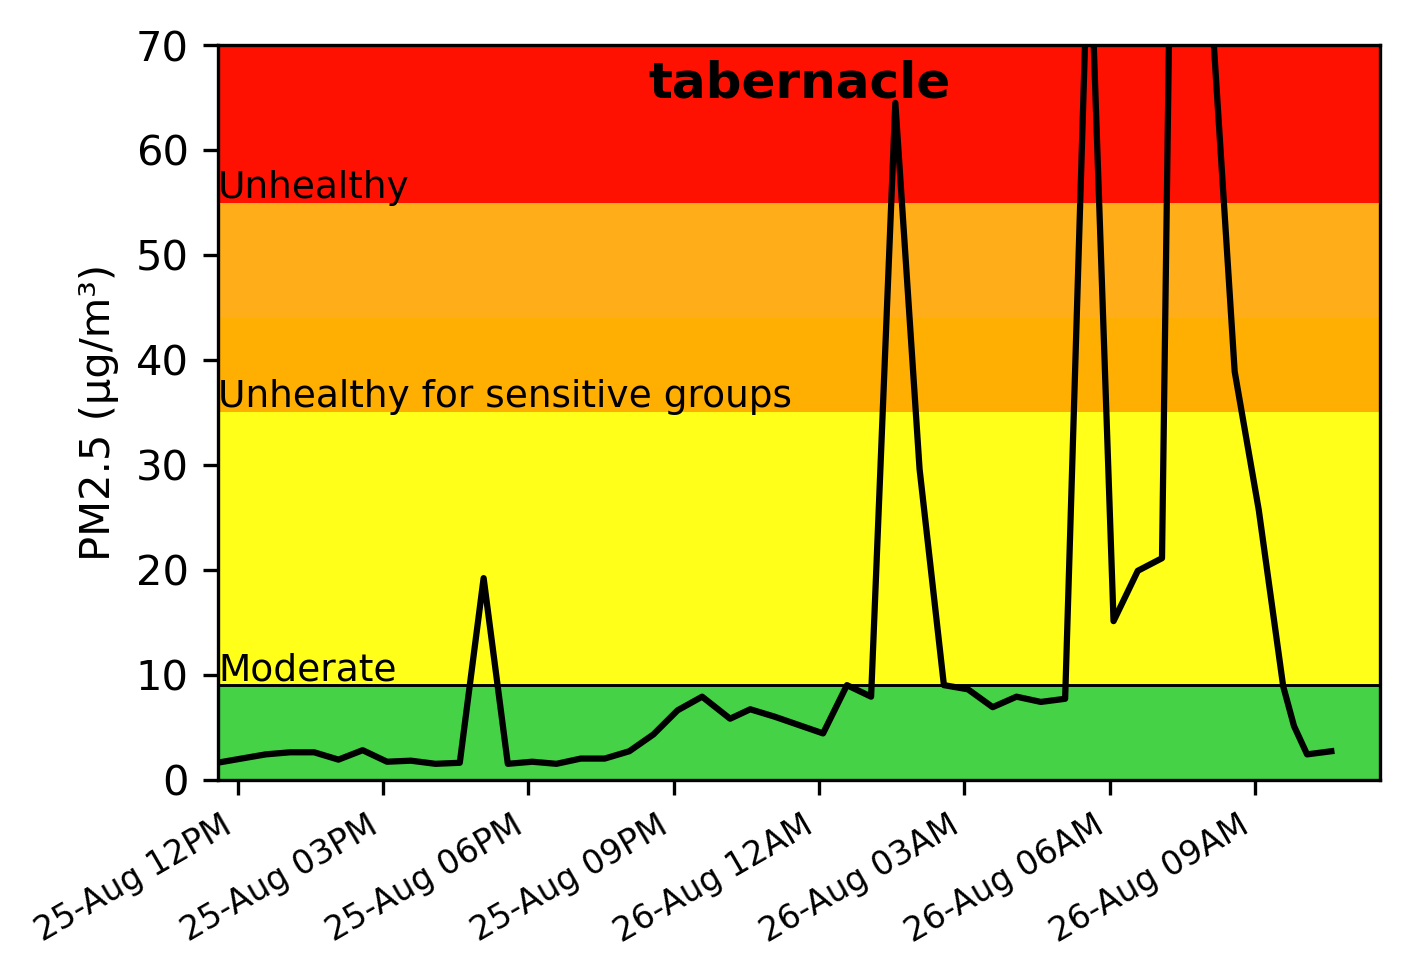 tabernacle
PM2.5 (µg/m³)
70
60
50
40
30
20
10
0
Unhealthy
Unhealthy for sensitive groups
Moderate
25-Aug 12PM
25-Aug 03PM
25-Aug 06PM
25-Aug 09PM
26-Aug 12AM
26-Aug 03AM
26-Aug 06AM
26-Aug 09AM